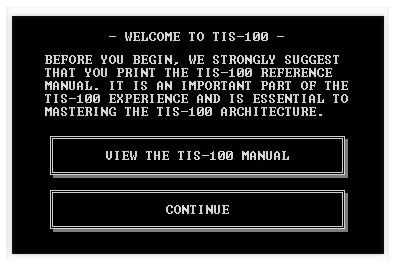 - WELCOME TO TIS-100 -
BEFORE YOU BEGIN, WE STRONGLY SUGGEST
THAT YOU PRINT THE TIS-100 REFERENCE
MANUAL. IT IS AN IMPORTANT PART OF THE
TIS-100 EXPERIENCE AND IS ESSENTIAL TO
MASTERING THE TIS-100 ARCHITECTURE.
VIEW THE TIS-100 MANUAL
CONTINUE